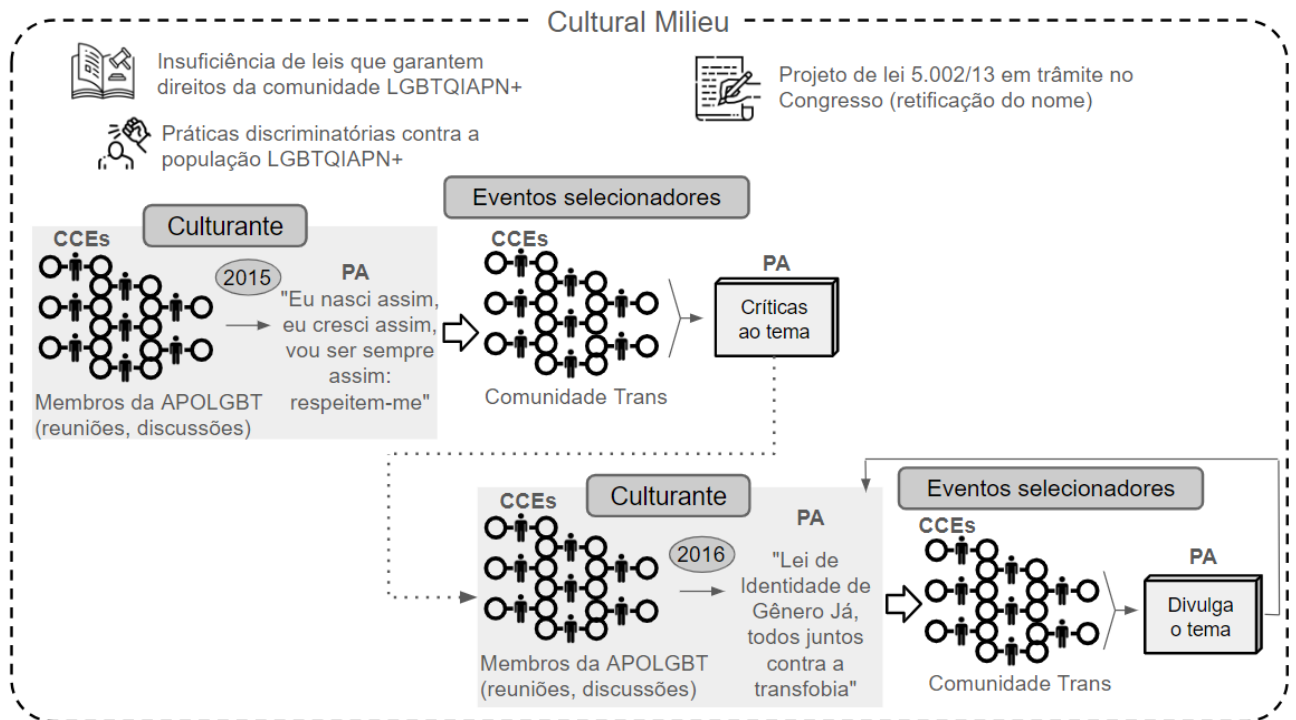 Cultural Milieu
Insuficiência de leis que garantem
direitos da comunidade LGBTQIAPN+
Projeto de lei 5.002/13 em trâmite no
Congresso (retificação do nome)
Práticas discriminatórias contra a
população LGBTQIAPN+
Culturante
CCEs
2015
PA
"Eu nasci assim,
eu cresci assim,
vou ser sempre
assim:
respeitem-me"
Membros da APOLGBT
(reuniões, discussões)
Eventos selecionadores
CCEs
Comunidade Trans
PA
Críticas
ao tema
Culturante
CCEs
2016
PA
"Lei de
Identidade de
Gênero Já,
todos juntos
contra a
transfobia"
Membros da APOLGBT
(reuniões, discussões)
Eventos selecionadores
CCEs
Comunidade Trans
PA
Divulga
o tema